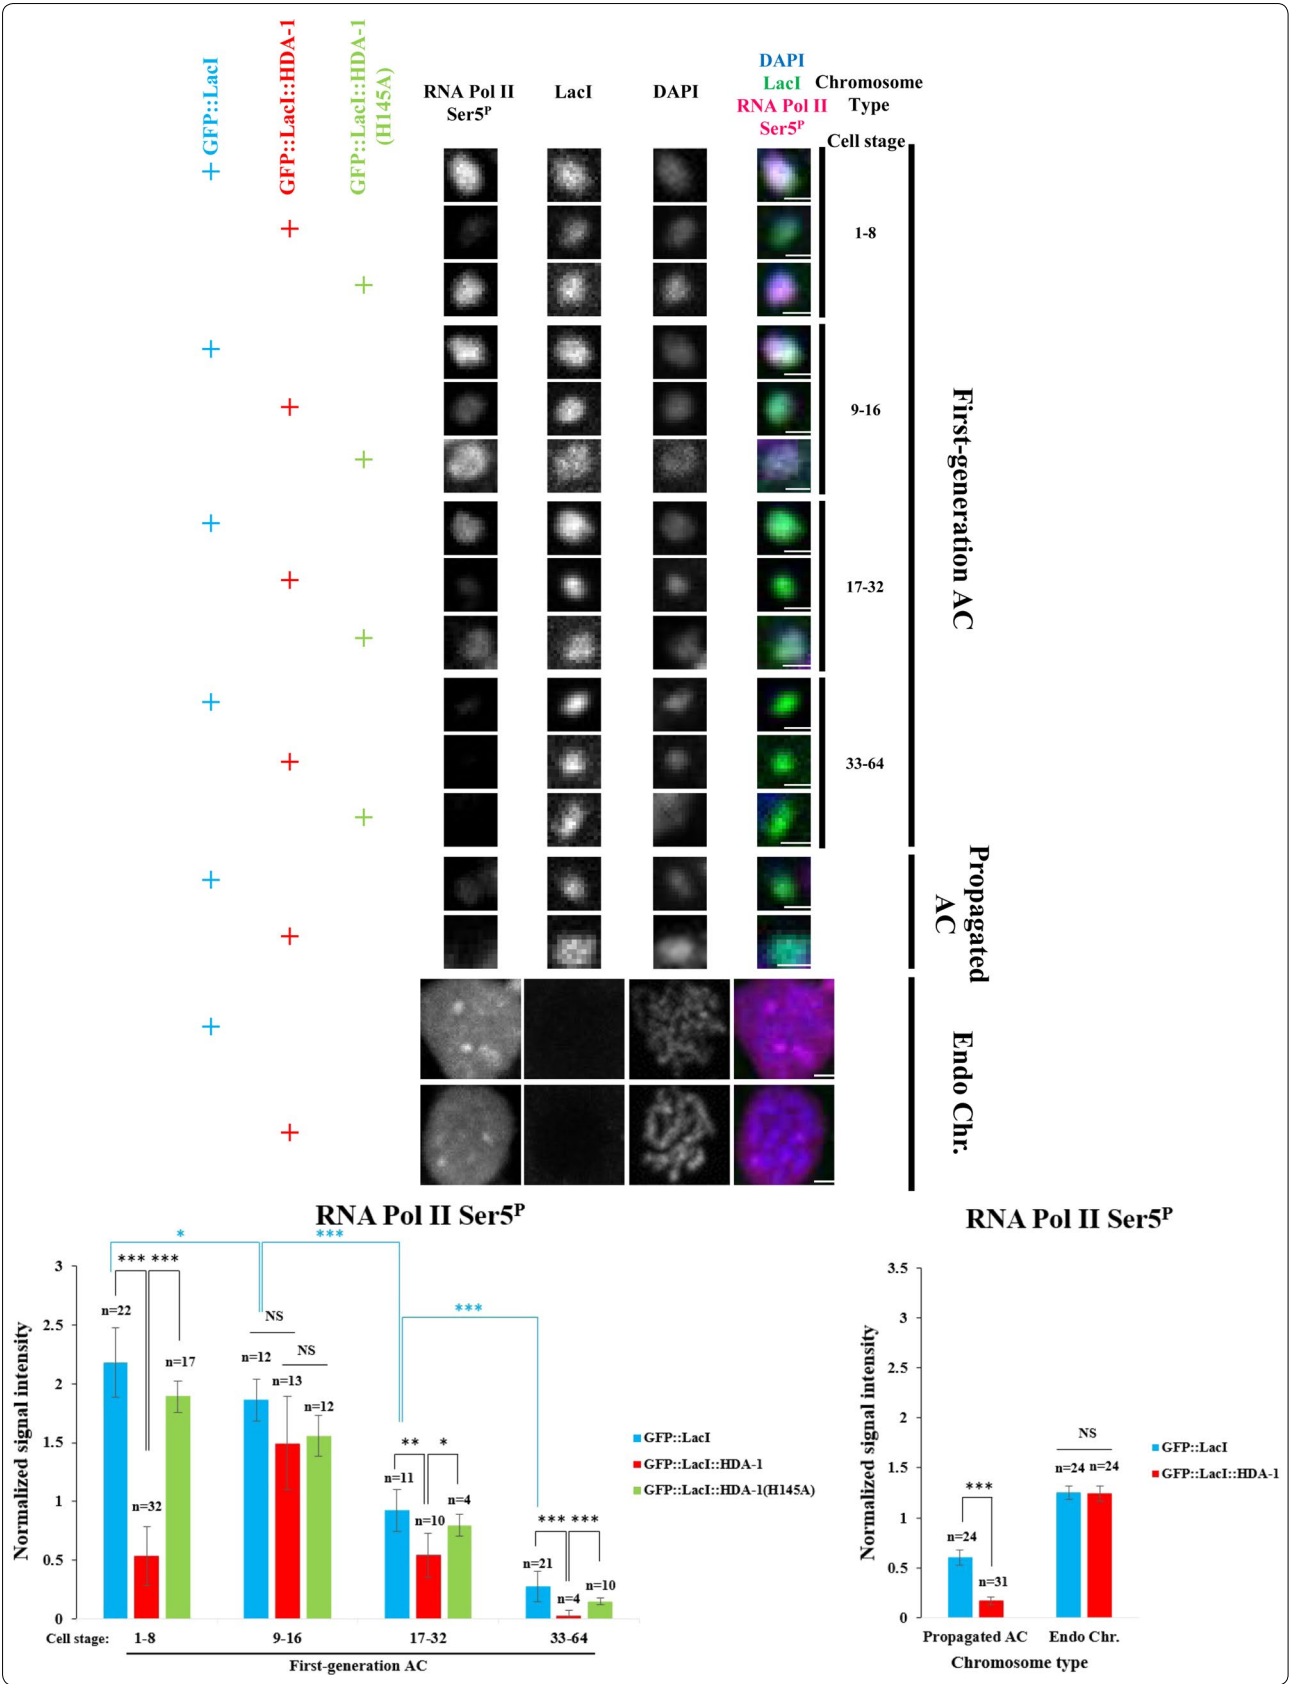 + GFP::LacI
GFP::LacI::HDA-1
GFP::LacI::HDA-1
(H145A)
RNA Pol II
Ser5ᴾ
LacI
DAPI
DAPI
LacI
RNA Pol II
Ser5ᴾ
Chromosome
Type
Cell stage
+
+
1-8
+
+
9-16
+
+
17-32
+
+
33-64
+
First-generation AC
+
+
Propagated
AC
+
+
Endo Chr.
RNA Pol II Ser5ᴾ
* ***
*** ***
***
3
2.5
2
1.5
1
0.5
0
Normalized signal intensity
n=22
n=32
n=17
NS
NS
n=12
n=13
n=12
** *
n=11
n=10
n=4
*** ***
n=21
n=4
n=10
GFP::LacI
GFP::LacI::HDA-1
GFP::LacI::HDA-1(H145A)
Cell stage: 1-8 9-16 17-32 33-64
First-generation AC
RNA Pol II Ser5ᴾ
3.5
3
2.5
2
1.5
1
0.5
0
Normalized signal intensity
***
n=24
n=31
NS
n=24 n=24
GFP::LacI
GFP::LacI::HDA-1
Propagated AC Endo Chr.
Chromosome type